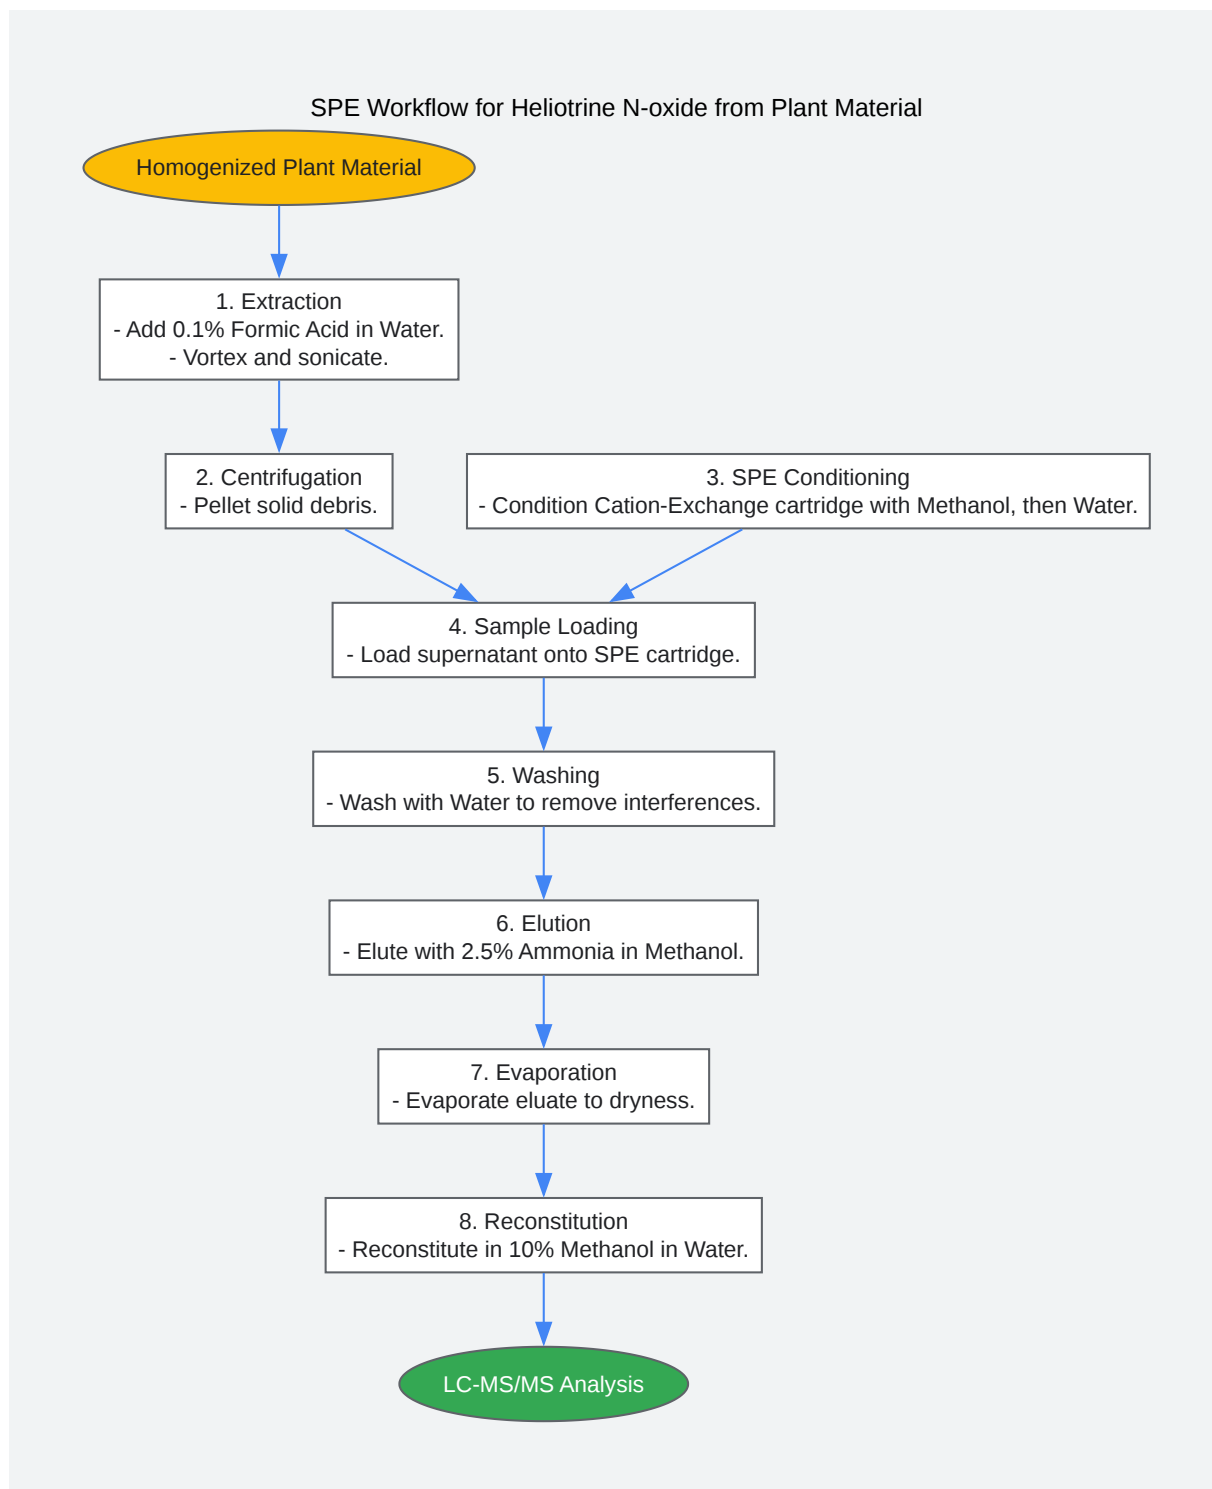 SPE Workflow for Heliotrine N-oxide from Plant Material
Homogenized Plant Material
1. Extraction
- Add 0.1% Formic Acid in Water.
- Vortex and sonicate.
2. Centrifugation
- Pellet solid debris.
3. SPE Conditioning
- Condition Cation-Exchange cartridge with Methanol, then Water.
4. Sample Loading
- Load supernatant onto SPE cartridge.
5. Washing
- Wash with Water to remove interferences.
6. Elution
- Elute with 2.5% Ammonia in Methanol.
7. Evaporation
- Evaporate eluate to dryness.
8. Reconstitution
- Reconstitute in 10% Methanol in Water.
LC-MS/MS Analysis